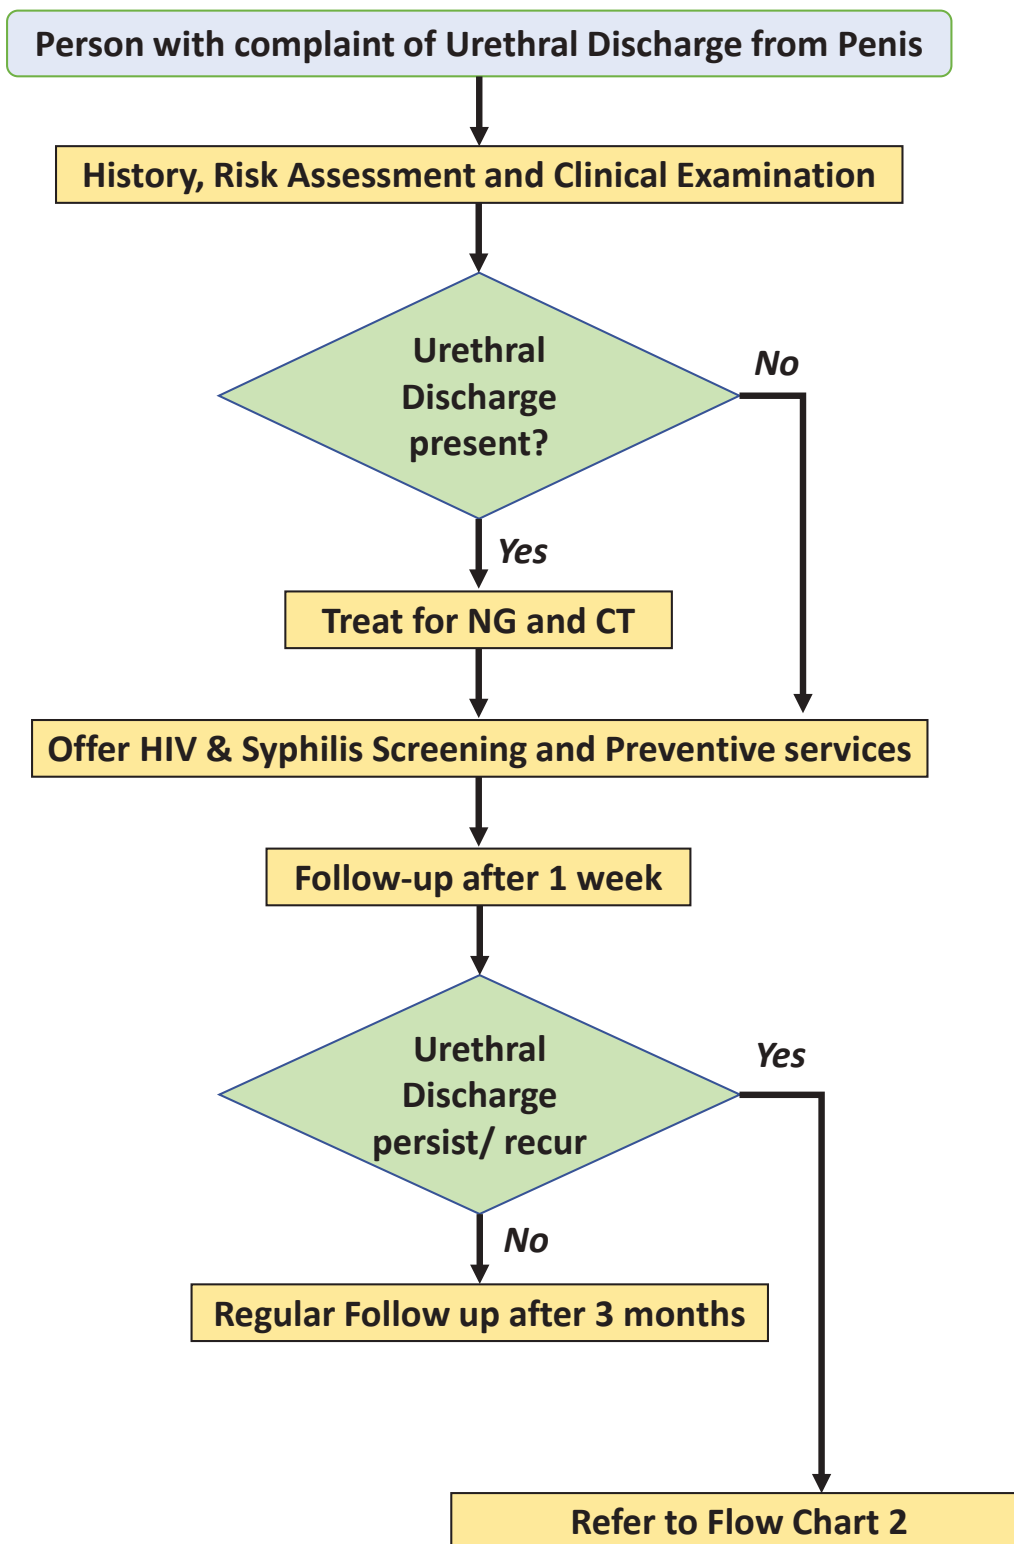 Person with complaint of Urethral Discharge from Penis
History, Risk Assessment and Clinical Examination
Urethral
Discharge
present?
No
Yes
Treat for NG and CT
Offer HIV & Syphilis Screening and Preventive services
Follow-up after 1 week
Urethral
Discharge
persist/ recur
Yes
No
Regular Follow up after 3 months
Refer to Flow Chart 2